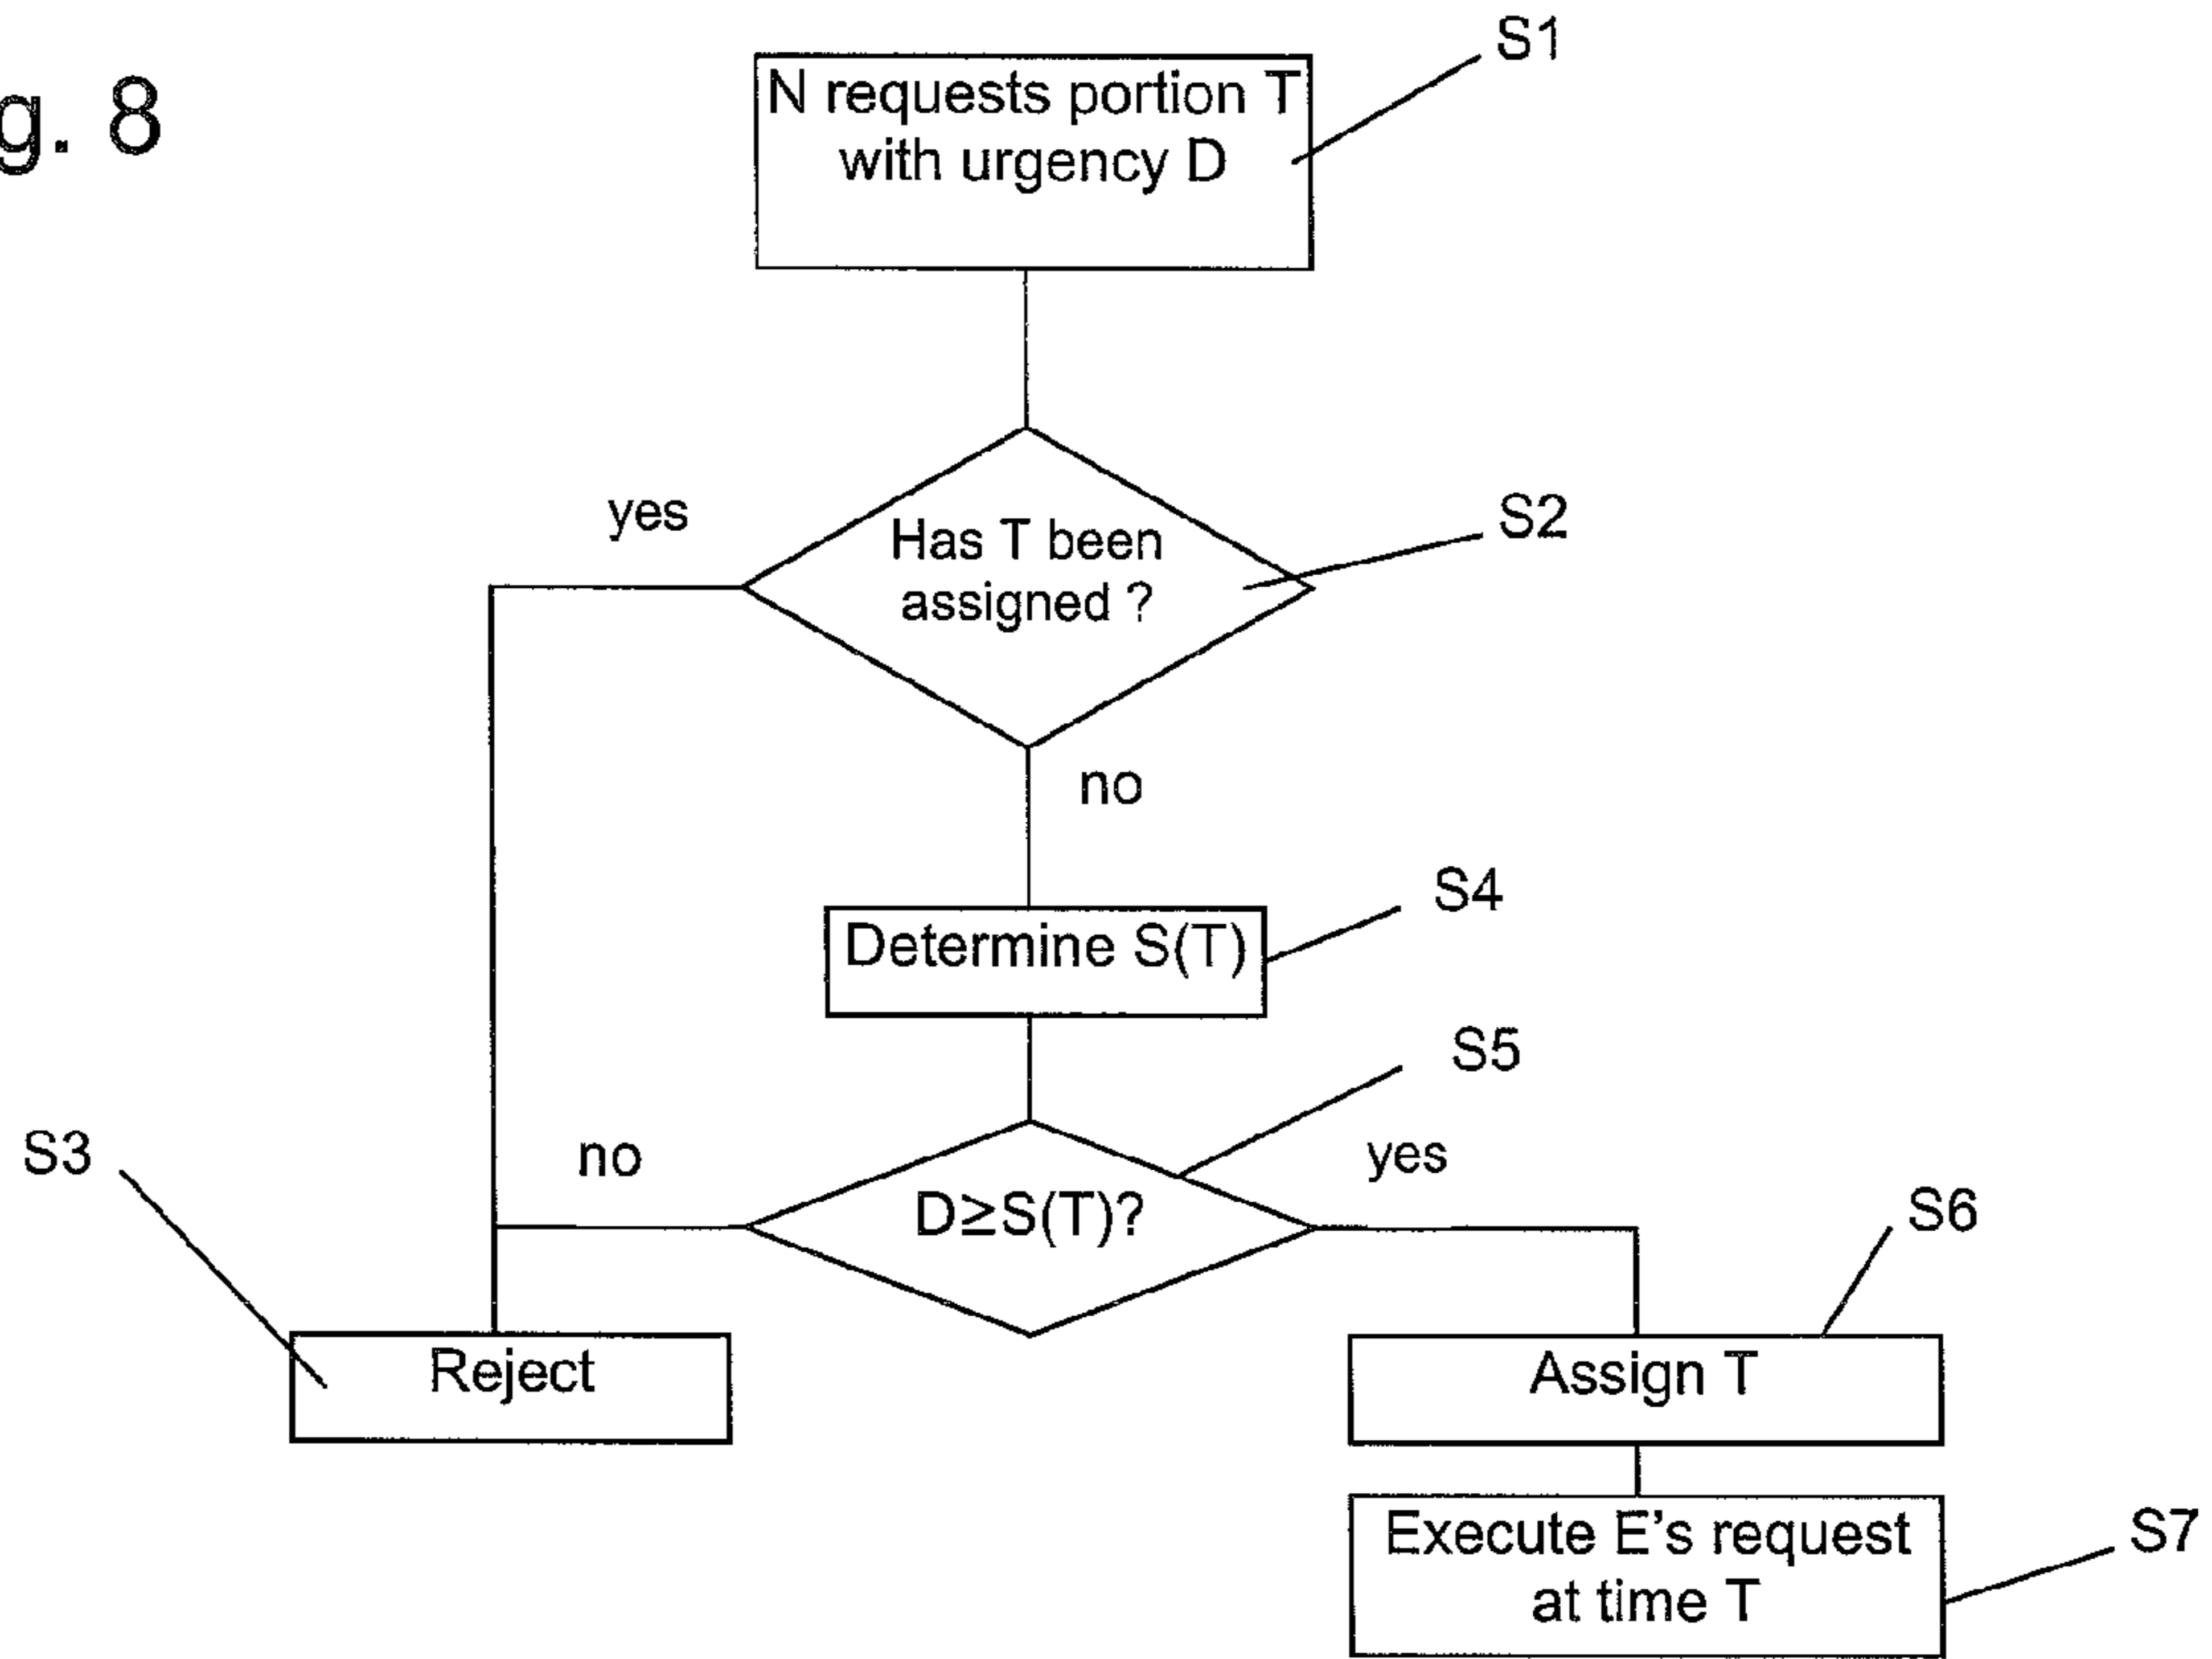 g. 8
S1
N requests portion T
with urgency D
yes
S2
Has T been
assigned ?
no
S4
Determine S(T)
S5
S3
no
yes
D≥S(T)?
S6
Reject
Assign T
Execute E's request
at time T
S7